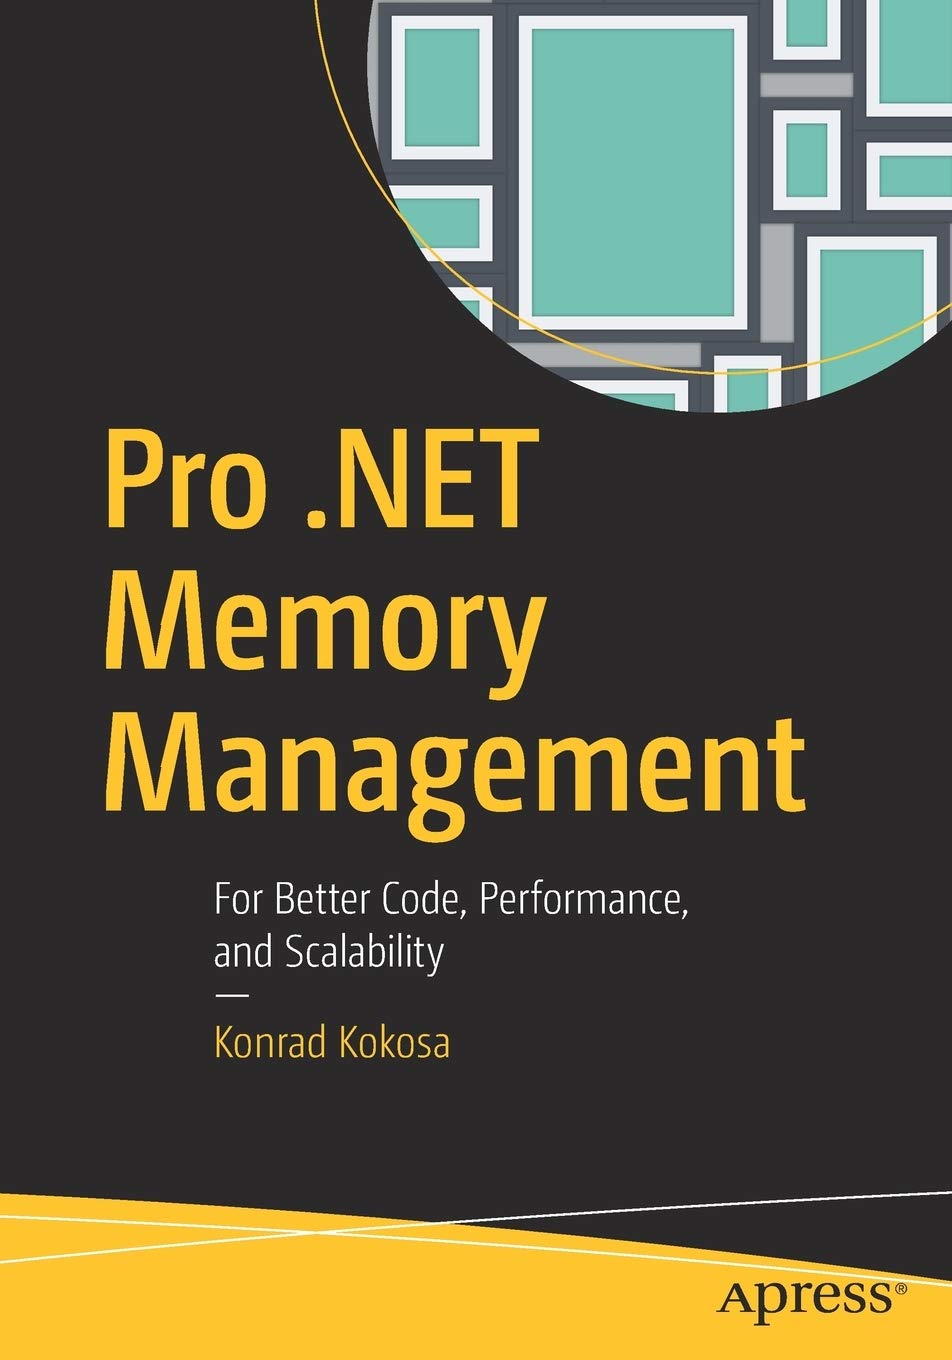 Pro .NET
Memory
Management
For Better Code, Performance,
and Scalability
—
Konrad Kokosa
Apress®